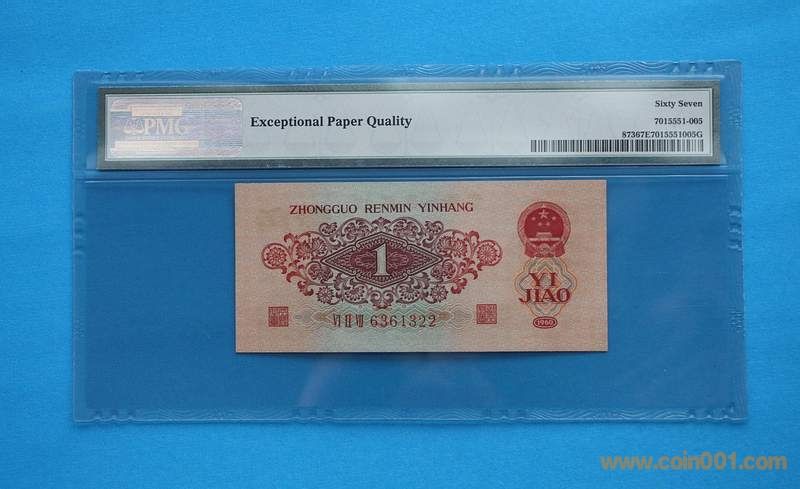 PMG
Exceptional Paper Quality
Sixty Seven
7015551-005
87367E7015551005G
ZHONGGUO RENMIN YINHANG
1
YI
JIAO
6361322
1960
www.coin001.com